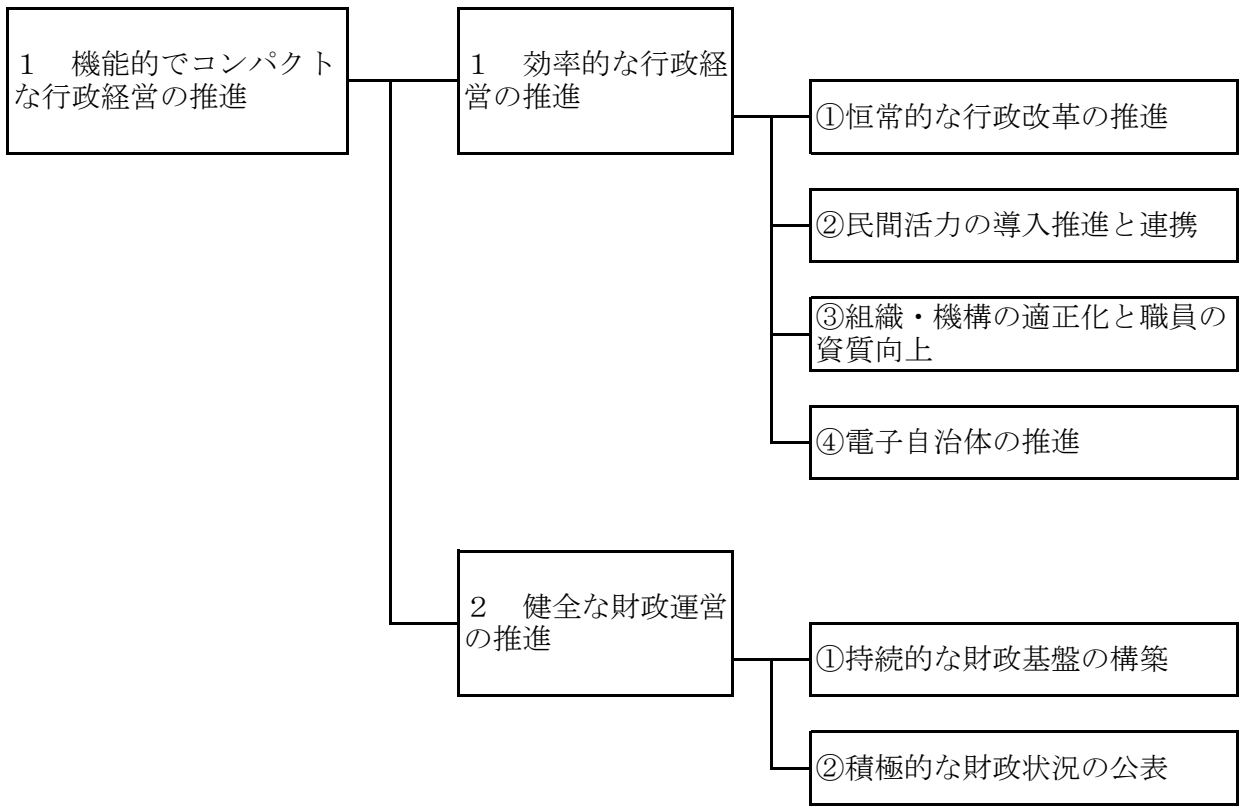 １　機能的でコンパクト
な行政経営の推進
１　効率的な行政経
営の推進
①恒常的な行政改革の推進
②民間活力の導入推進と連携
③組織・機構の適正化と職員の
資質向上
④電子自治体の推進
２　健全な財政運営
の推進
①持続的な財政基盤の構築
②積極的な財政状況の公表